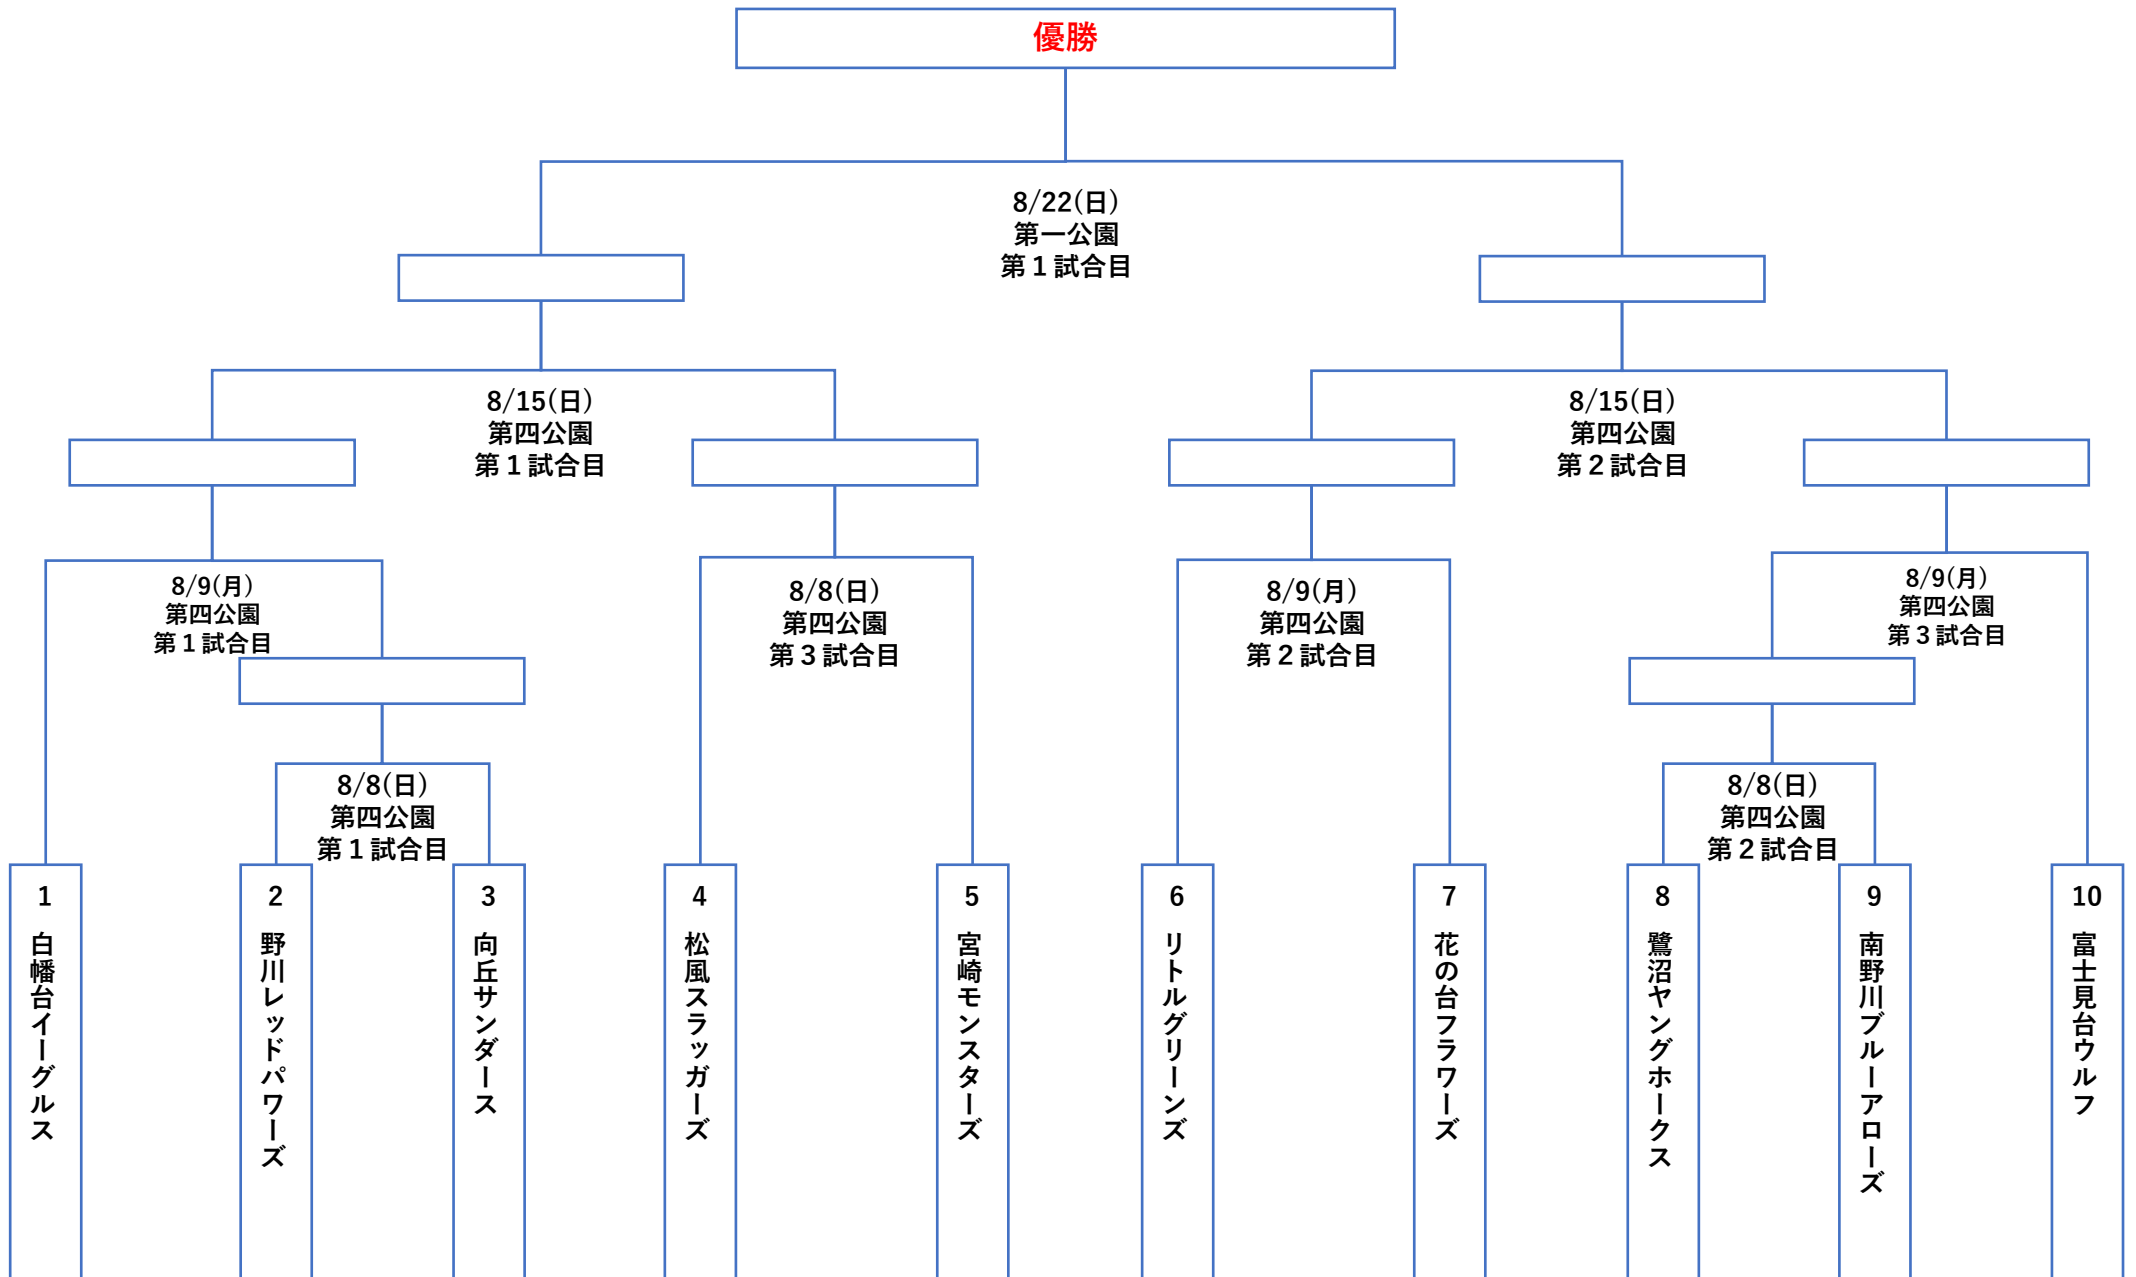 優勝
8/22(日)
第一公園
第１試合目
8/15(日)
第四公園
第１試合目
8/15(日)
第四公園
第２試合目
8/9(月)
第四公園
第１試合目
8/8(日)
第四公園
第３試合目
8/9(月)
第四公園
第２試合目
8/9(月)
第四公園
第３試合目
8/8(日)
第四公園
第１試合目
8/8(日)
第四公園
第２試合目
1 白幡台イーグルス
2 野川レッドパワーズ
3 向丘サンダース
4 松風スラッガーズ
5 宮崎モンスターズ
6 リトルグリーンズ
7 花の台フラワーズ
8 鷺沼ヤングホークス
9 南野川ブルーアローズ
10 富士見台ウルフ